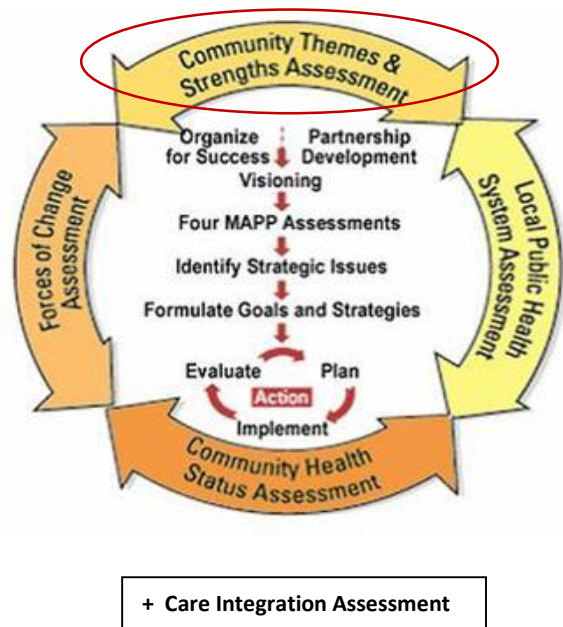 Community Themes &
Strengths Assessment
Organize
for Success
Partnership
Development
Visioning
Four MAPP Assessments
Identify Strategic Issues
Formulate Goals and Strategies
Evaluate
Plan
Action
Implement
Forces of Change
Assessment
Local Public Health
System Assessment
Community Health
Status Assessment
+ Care Integration Assessment